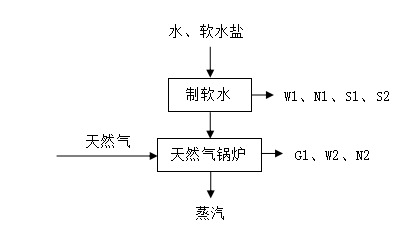 水、软水盐
制软水
W1、N1、S1、S2
天然气
天然气锅炉
G1、W2、N2
蒸汽